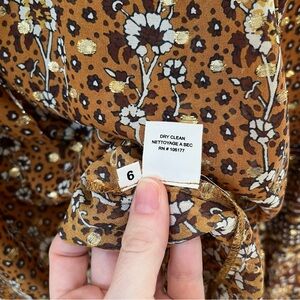 DRY CLEAN
NETTOYAGE A SEC
RN # 106177
6